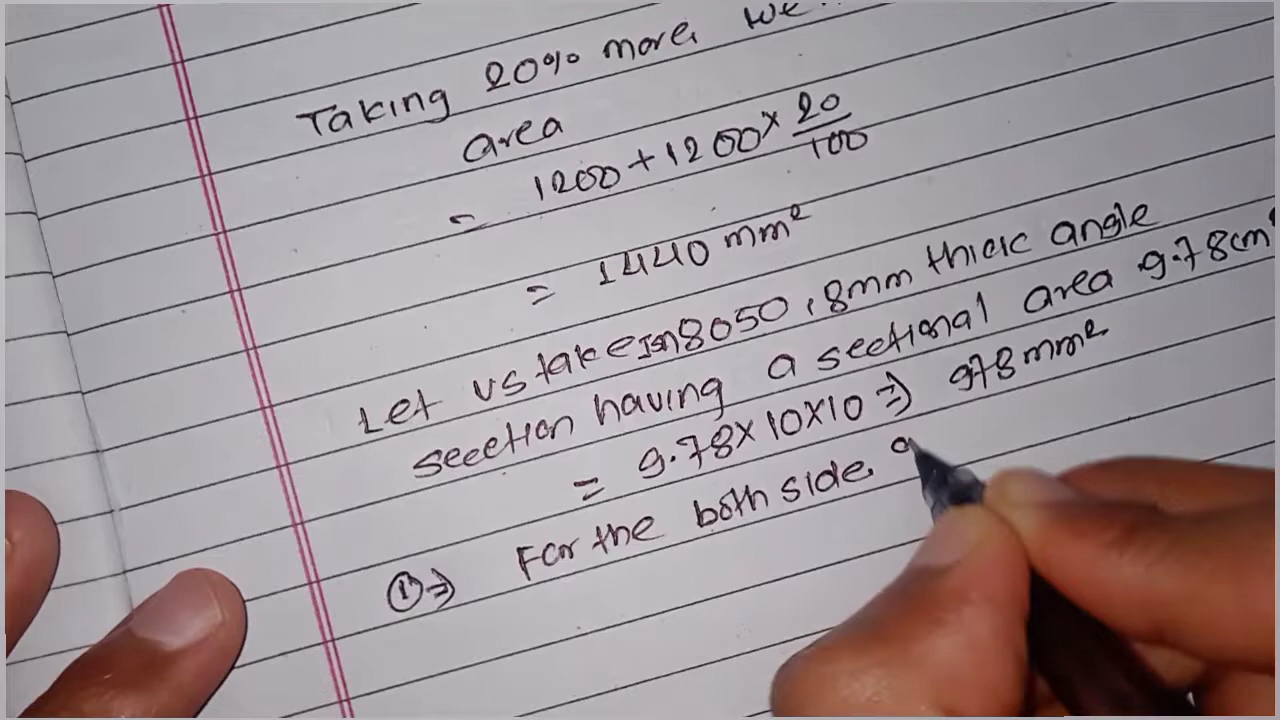 Taking 20% more, we
area
= 1200 + 1200 × 20/100
= 1440 mm²
Let us take ISA 8050, 8mm thick angle
section having a sectional area 9.78cm²
= 9.78 × 10 × 10 ⇒ 978 mm²
① ⇒ For the both side